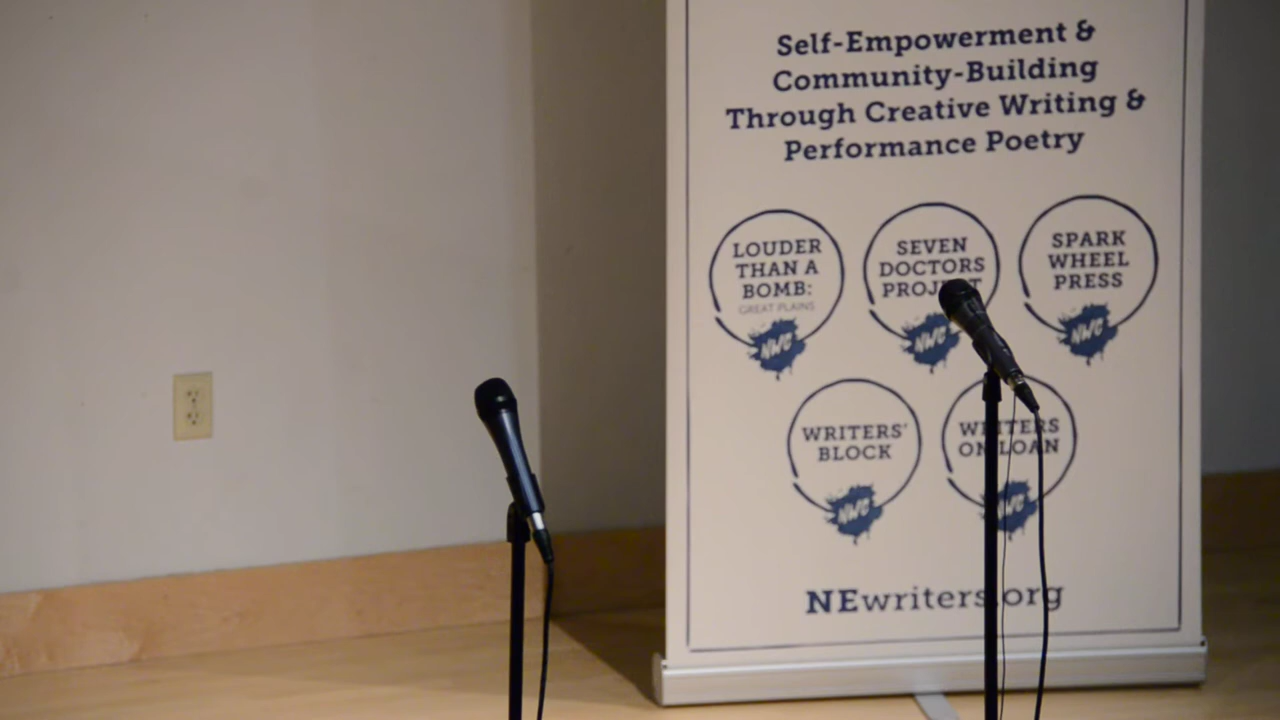 Self-Empowerment &
Community-Building
Through Creative Writing &
Performance Poetry
LOUDER
THAN A
BOMB:
GREAT PLAINS
NWC
SEVEN
DOCTORS
PROJECT
NWC
SPARK
WHEEL
PRESS
NWC
WRITERS'
BLOCK
NWC
WRITERS
ON LOAN
NWC
NEwriters.org